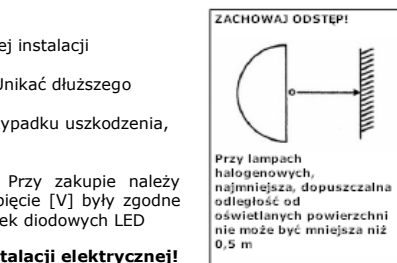 ej instalacji
Unikać dłuższego
ypadku uszkodzenia,
Przy zakupie należy
pięcie [V] były zgodne
ek diodowych LED
stalacji elektrycznej!
ZACHOWAJ ODSTĘP!
Przy lampach
halogenowych,
najmniejsza, dopuszczalna
odległość od
oświetlanych powierzchni
nie może być mniejsza niż
0,5 m